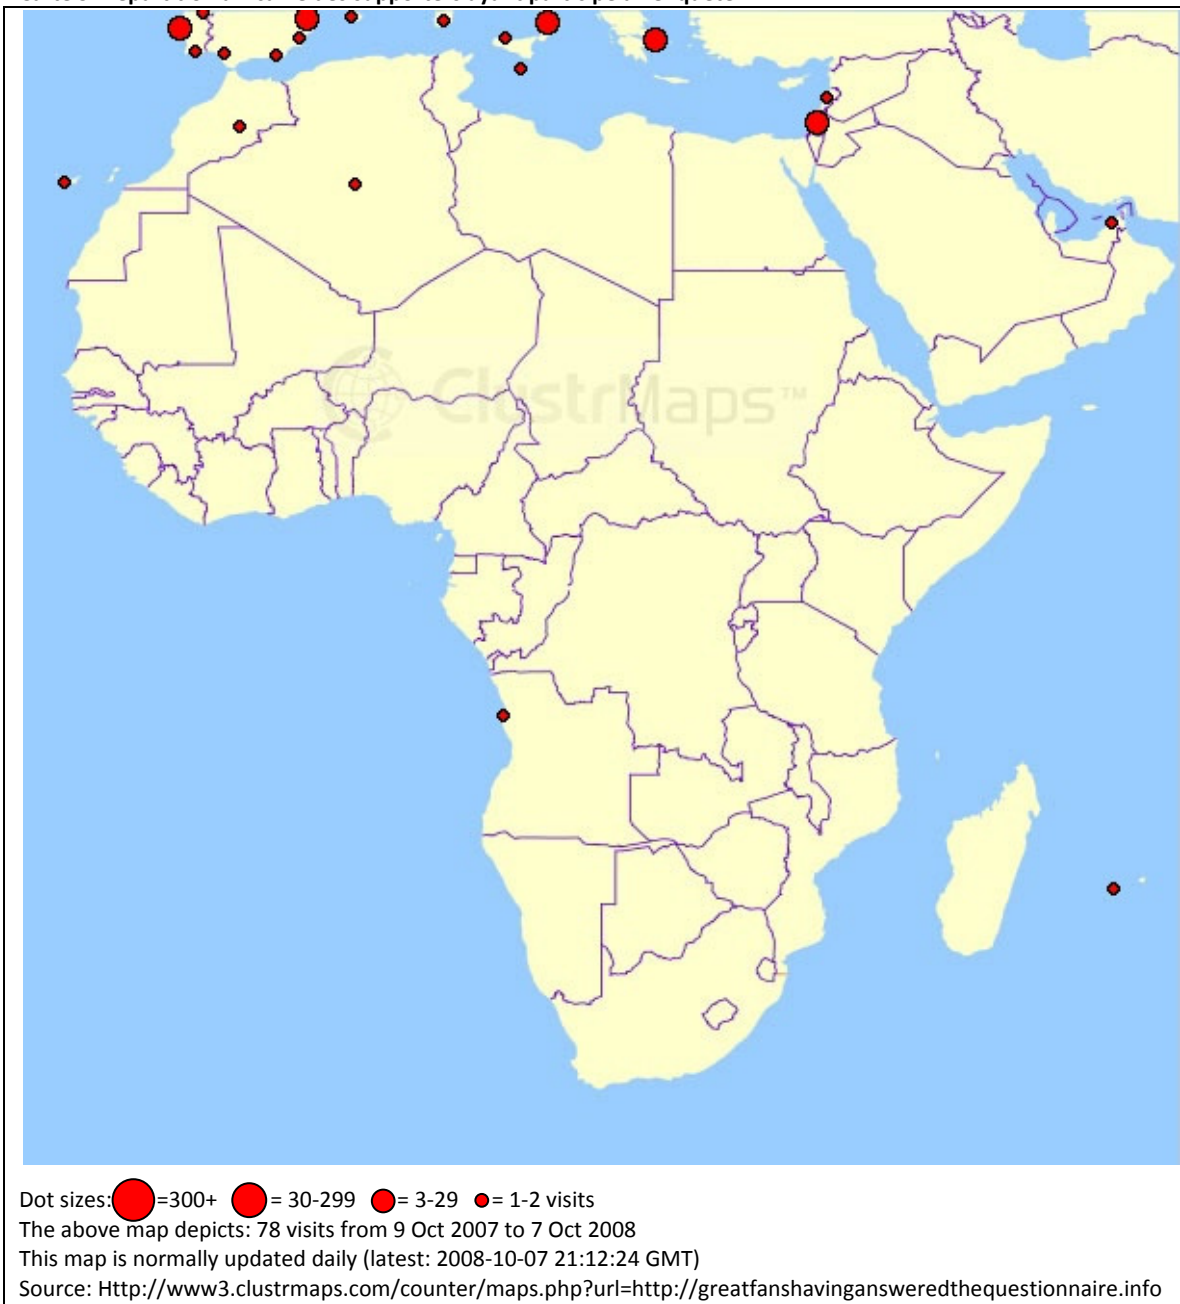 ClustrMaps™
Dot sizes: =300+ = 30-299 = 3-29 = 1-2 visits
The above map depicts: 78 visits from 9 Oct 2007 to 7 Oct 2008
This map is normally updated daily (latest: 2008-10-07 21:12:24 GMT)
Source: Http://www3.clustrmaps.com/counter/maps.php?url=http://greatfanshavingansweredthequestionnaire.info